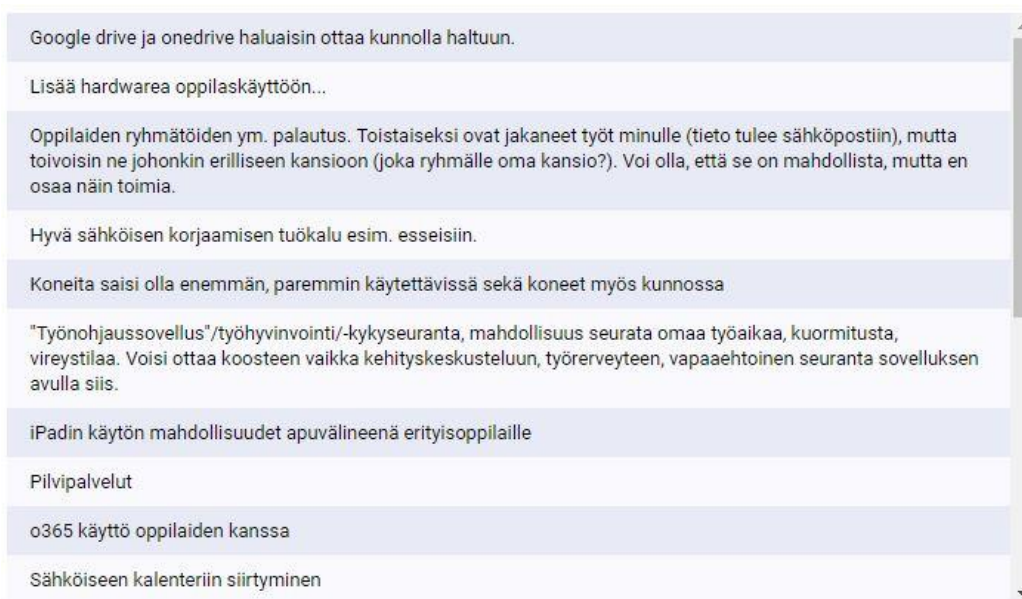 Google drive ja onedrive haluaisin ottaa kunnolla haltuun.
Lisää hardwarea oppilaskäyttöön...
Oppilaiden ryhmätöiden ym. palautus. Toistaiseksi ovat jakaneet työt minulle (tieto tulee sähköpostiin), mutta
toivoisin ne johonkin erilliseen kansioon (joka ryhmälle oma kansio?). Voi olla, että se on mahdollista, mutta en
osaa näin toimia.
Hyvä sähköisen korjaamisen tuökalu esim. esseisiin.
Koneita saisi olla enemmän, paremmin käytettävissä sekä koneet myös kunnossa
"Työnohjaussovellus"/työhyvinvointi/-kykyseuranta, mahdollisuus seurata omaa työaikaa, kuormitusta,
vireystilaa. Voisi ottaa koosteen vaikka kehityskeskusteluun, työrerveyteen, vapaaehtoinen seuranta sovelluksen
avulla siis.
iPadin käytön mahdollisuudet apuvälineenä erityisoppilaille
Pilvipalvelut
o365 käyttö oppilaiden kanssa
Sähköiseen kalenteriin siirtyminen